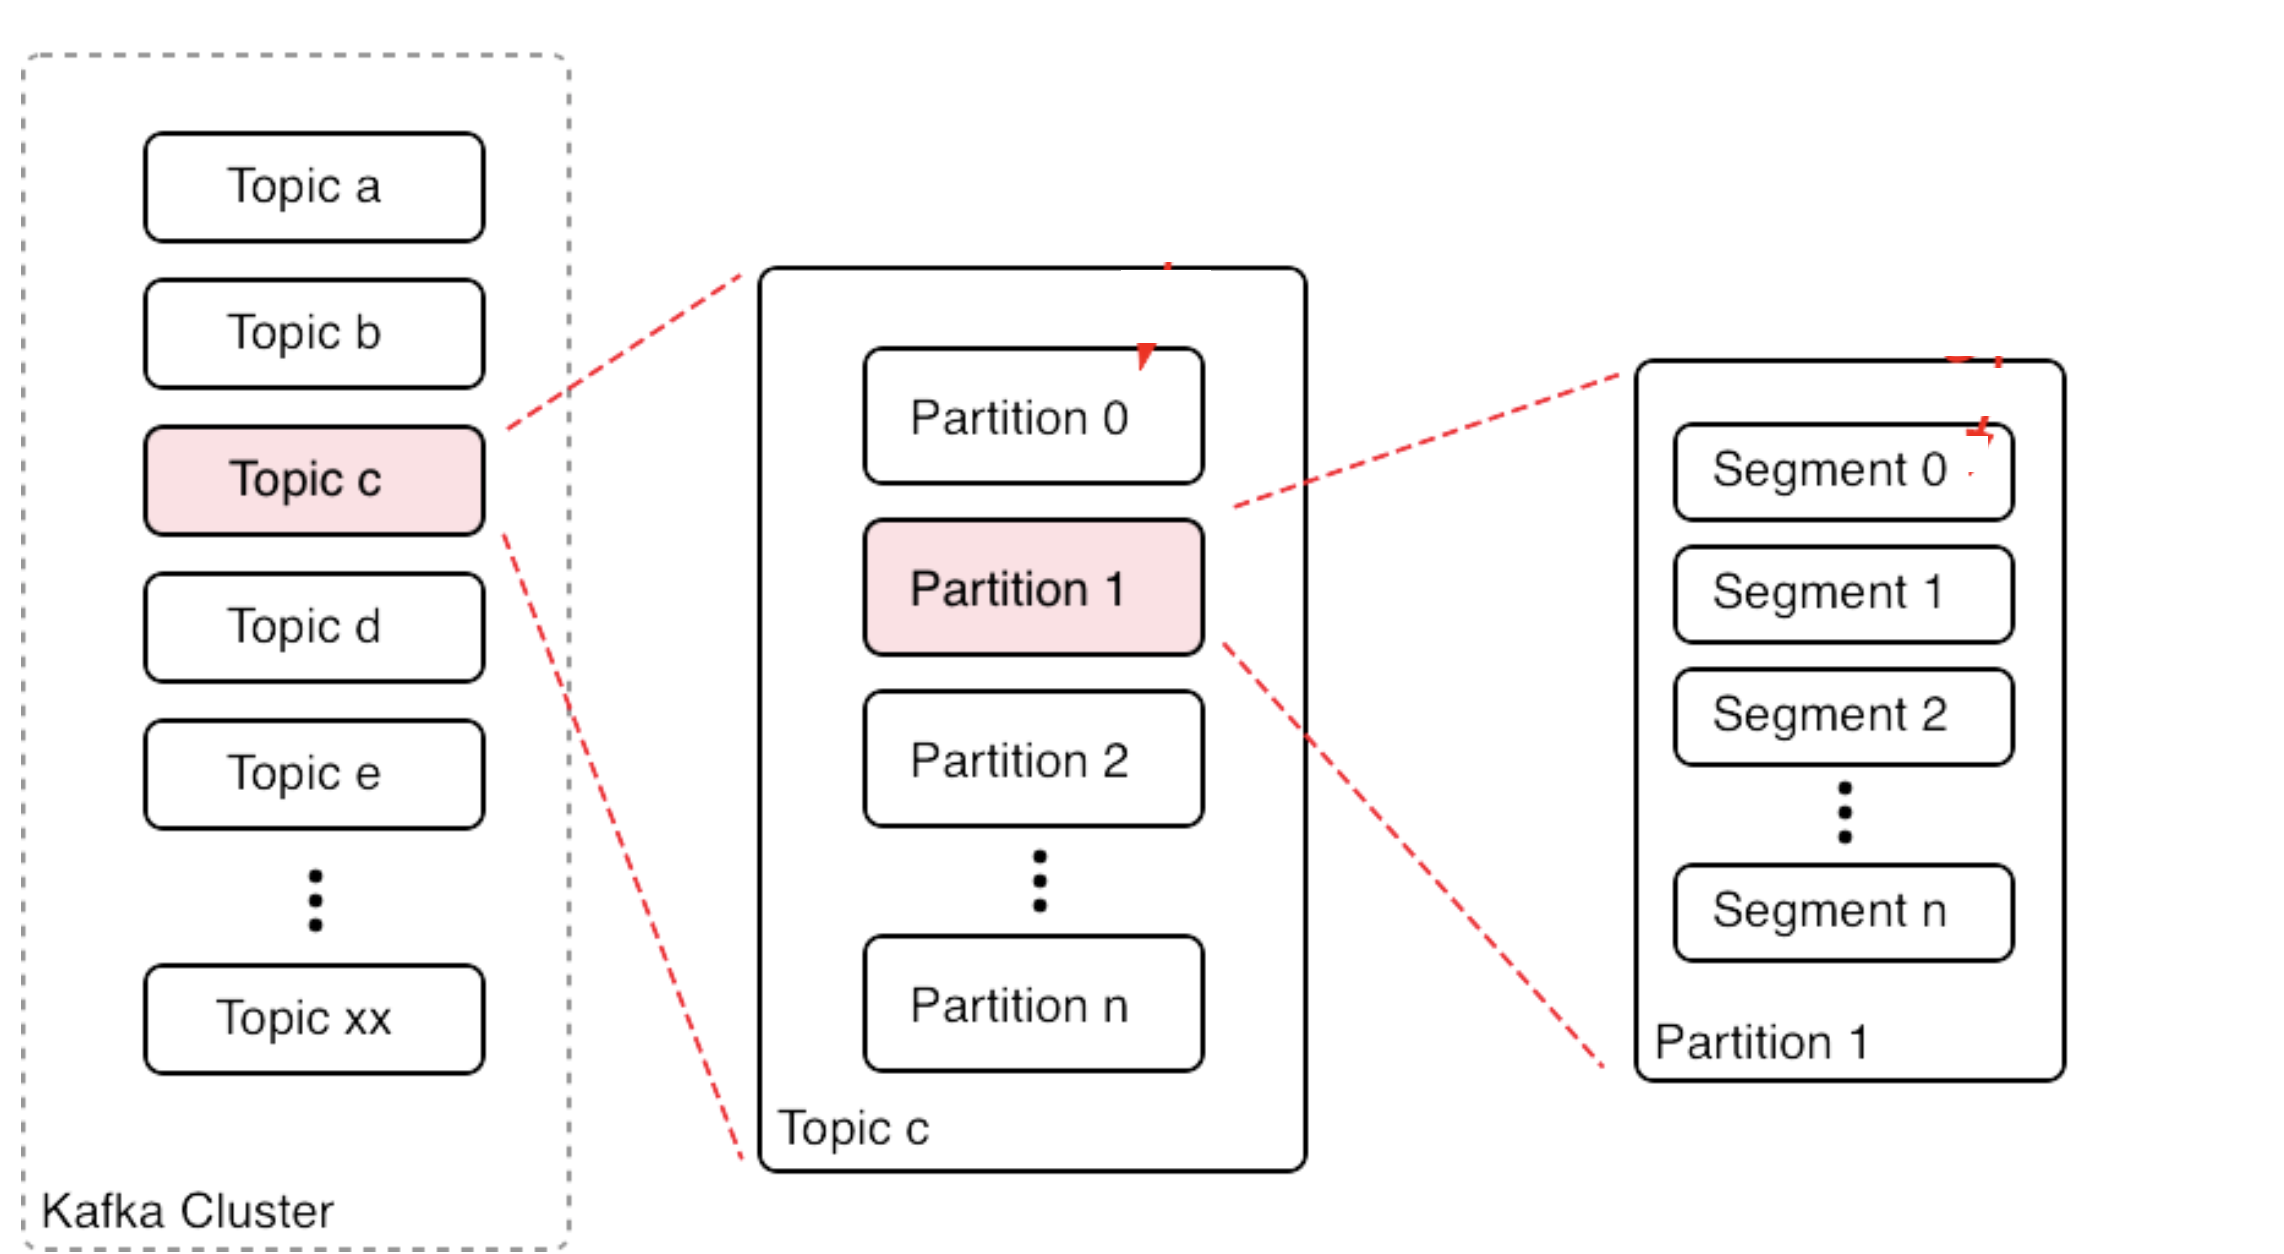 Topic a
Topic b
Topic c
Topic d
Topic e
Topic xx
Kafka Cluster
Partition 0
Partition 1
Partition 2
Partition n
Topic c
Segment 0
Segment 1
Segment 2
Segment n
Partition 1